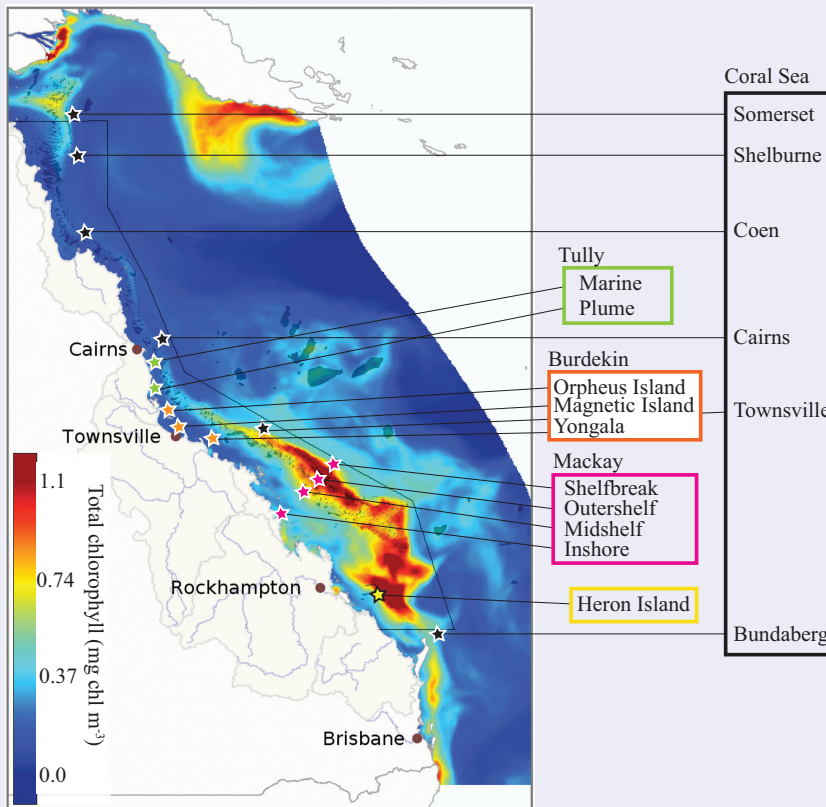 Coral Sea
Somerset
Shelburne
Coen
Tully
Marine
Plume
Cairns
Cairns
Burdekin
Orpheus Island
Magnetic Island
Yongala
Townsville
Townsville
Mackay
Shelfbreak
Outershelf
Midshelf
Inshore
Rockhampton
Heron Island
Bundaberg
Brisbane
Total chlorophyll (mg chl m⁻³)
1.1
0.74
0.37
0.0